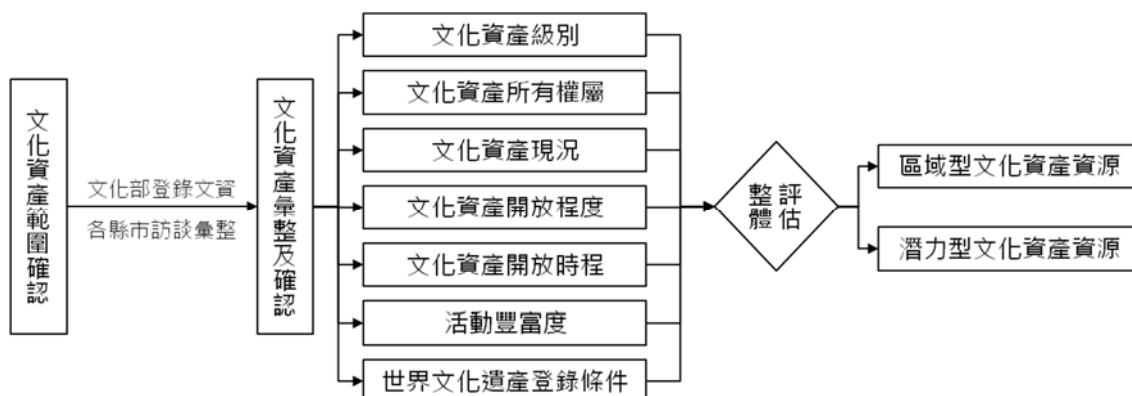 文化資產範圍確認
文化部登錄文資
各縣市訪談彙整
文化資產彙整及確認
文化資產級別
文化資產所有權屬
文化資產現況
文化資產開放程度
文化資產開放時程
活動豐富度
世界文化遺產登錄條件
整體評估
區域型文化資產資源
潛力型文化資產資源